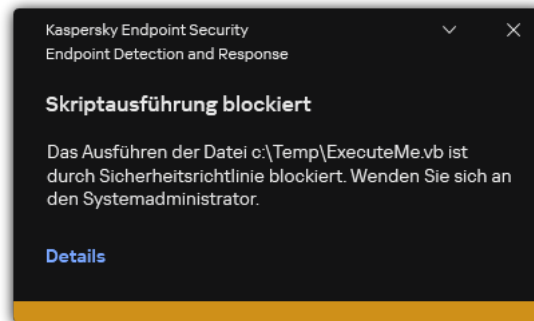 Kaspersky Endpoint Security
Endpoint Detection and Response
Skriptausführung blockiert
Das Ausführen der Datei c:\Temp\ExecuteMe.vb ist
durch Sicherheitsrichtlinie blockiert. Wenden Sie sich an
den Systemadministrator.
Details